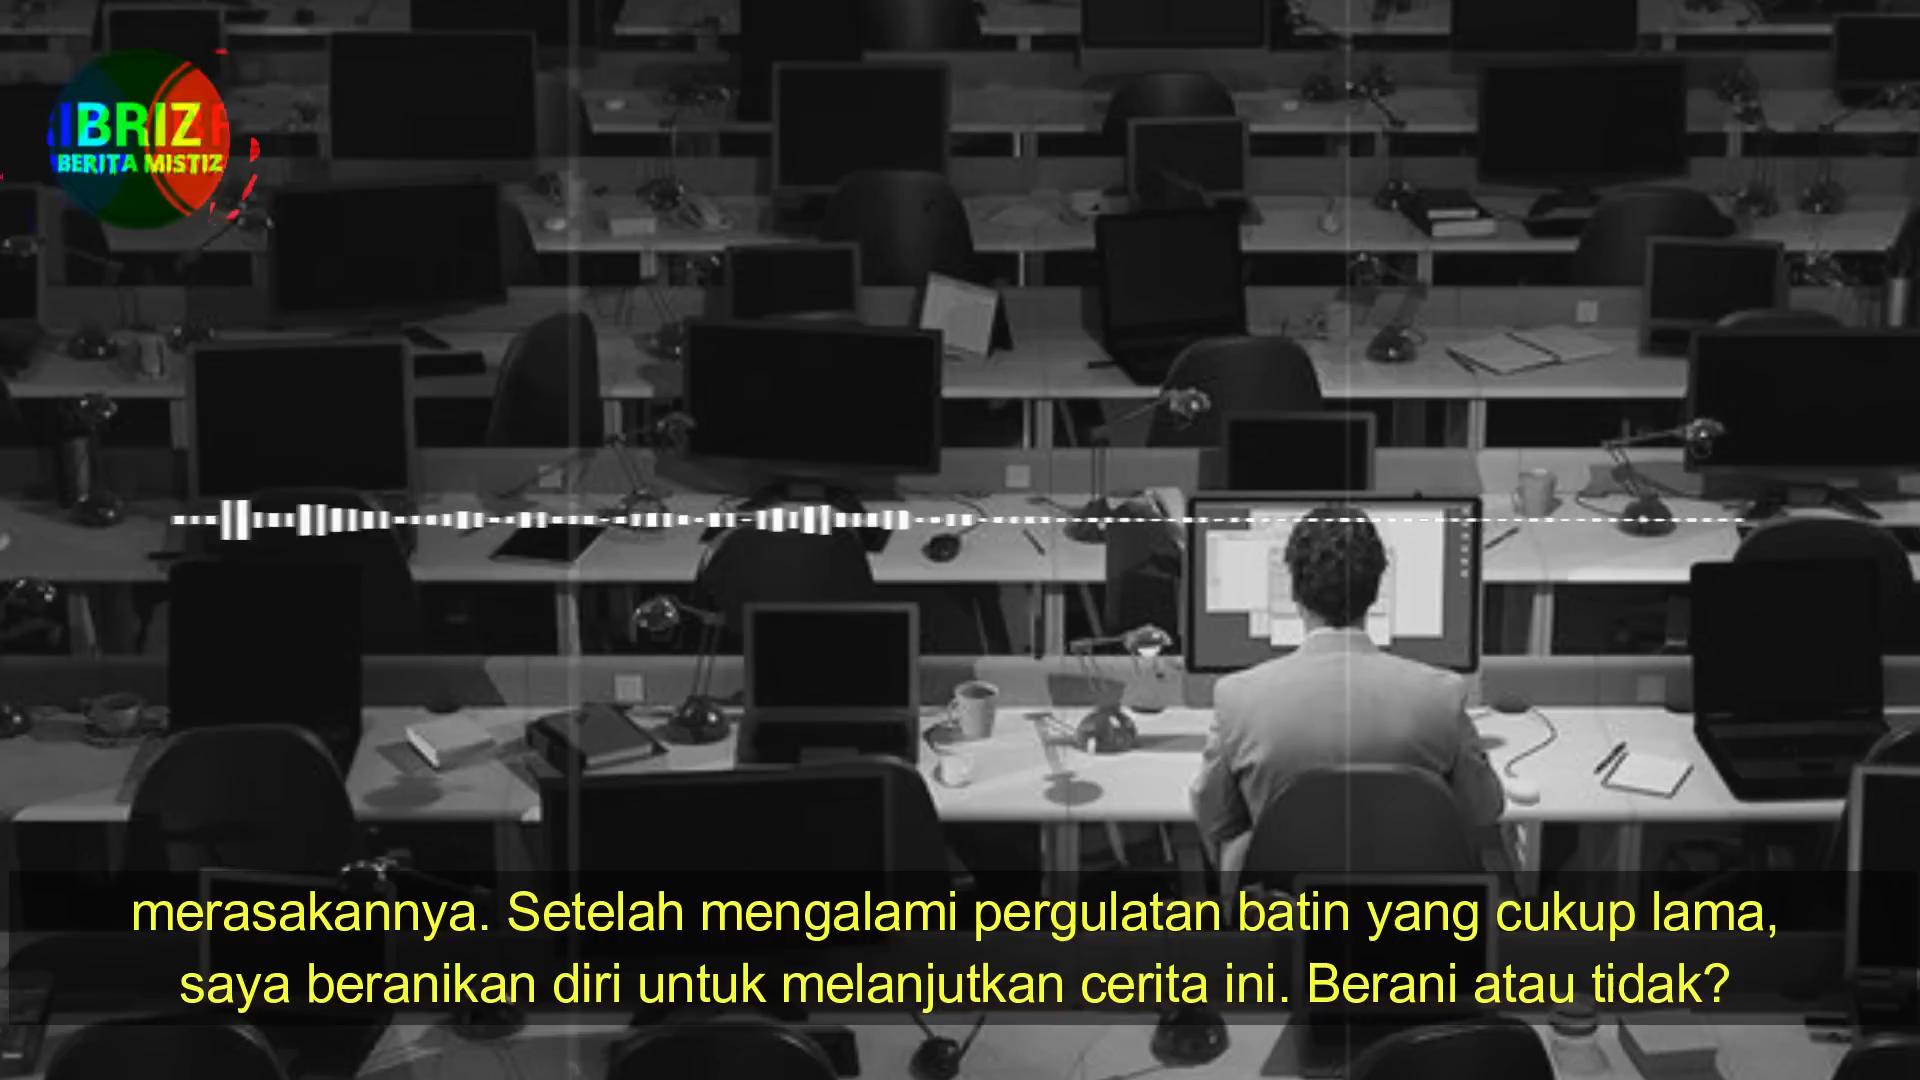 IBRIZ
BERITA MISTIZ
merasakannya. Setelah mengalami pergulatan batin yang cukup lama,
saya beranikan diri untuk melanjutkan cerita ini. Berani atau tidak?